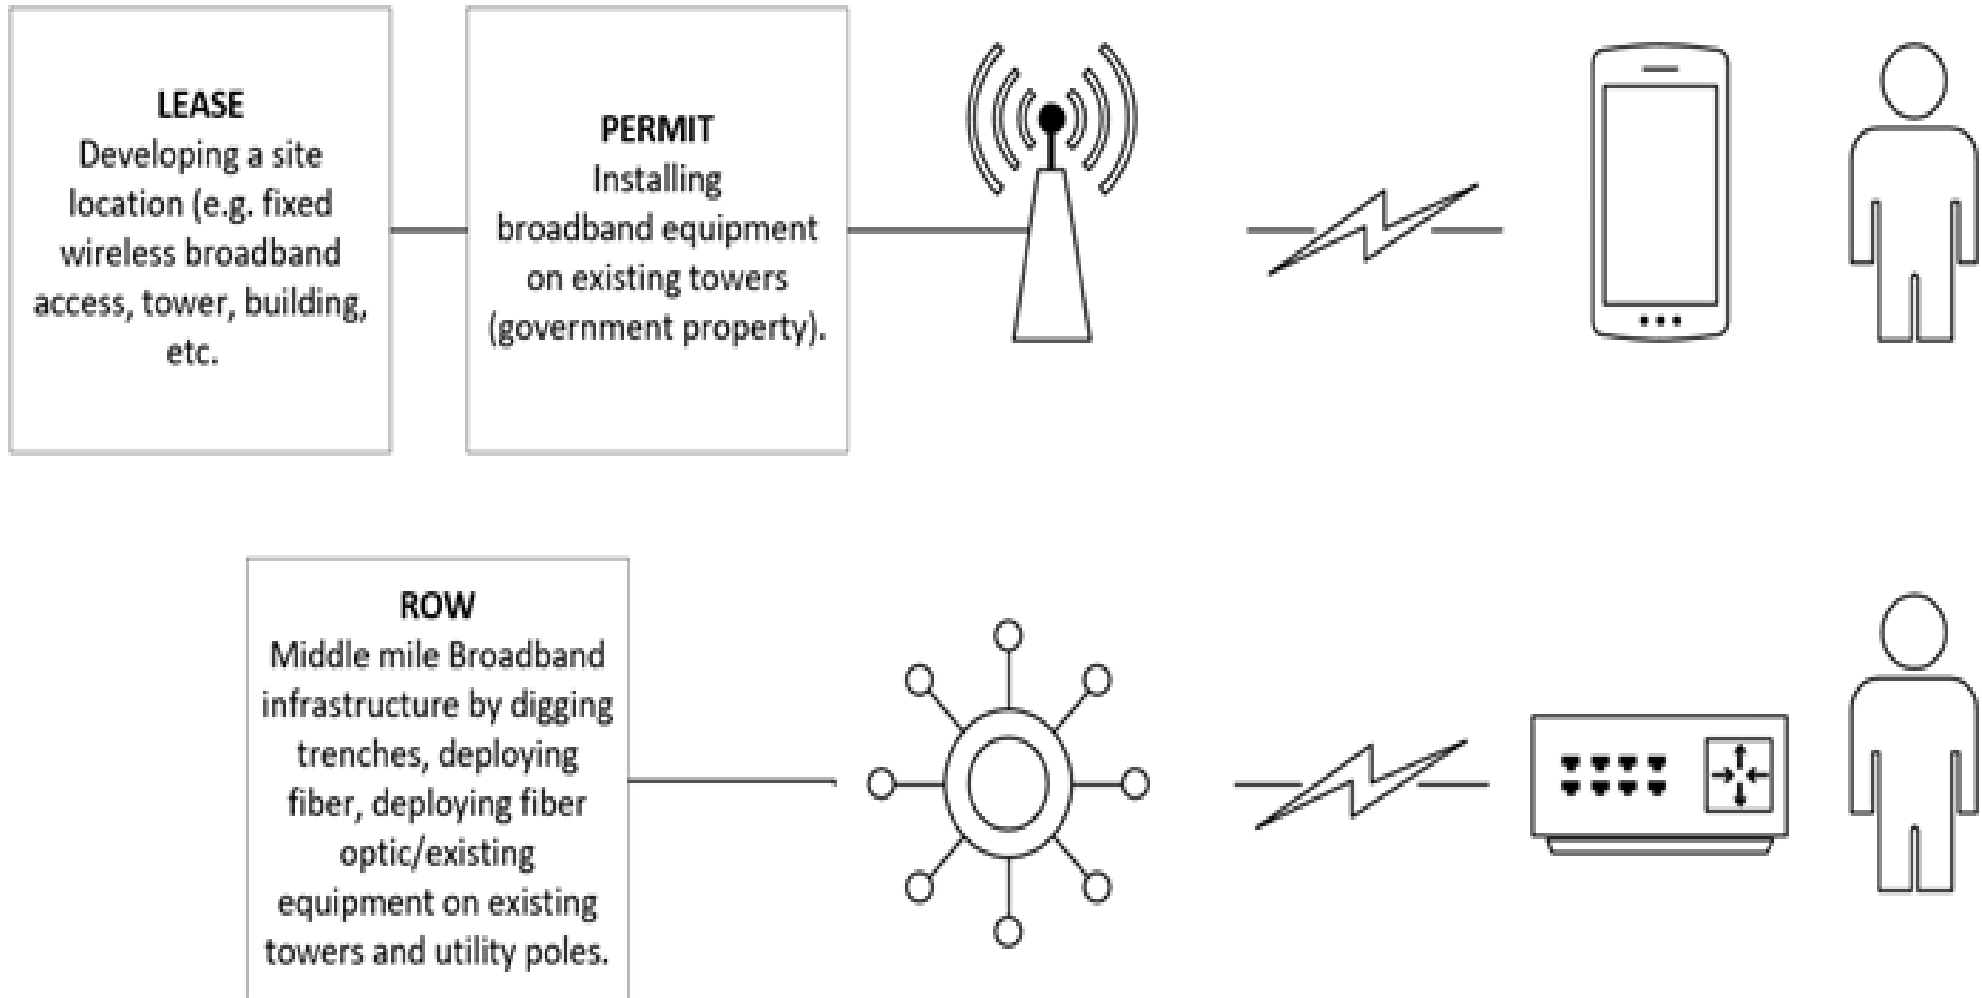 LEASE
Developing a site
location (e.g. fixed
wireless broadband
access, tower, building,
etc.
PERMIT
Installing
broadband equipment
on existing towers
(government property).
ROW
Middle mile Broadband
infrastructure by digging
trenches, deploying
fiber, deploying fiber
optic/existing
equipment on existing
towers and utility poles.